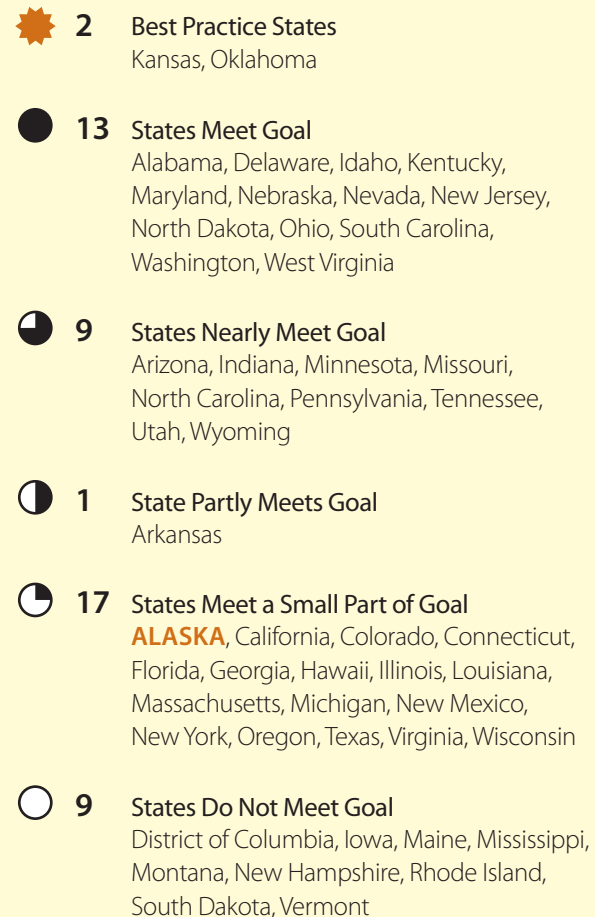 2 Best Practice States
Kansas, Oklahoma
13 States Meet Goal
Alabama, Delaware, Idaho, Kentucky,
Maryland, Nebraska, Nevada, New Jersey,
North Dakota, Ohio, South Carolina,
Washington, West Virginia
9 States Nearly Meet Goal
Arizona, Indiana, Minnesota, Missouri,
North Carolina, Pennsylvania, Tennessee,
Utah, Wyoming
1 State Partly Meets Goal
Arkansas
17 States Meet a Small Part of Goal
ALASKA, California, Colorado, Connecticut,
Florida, Georgia, Hawaii, Illinois, Louisiana,
Massachusetts, Michigan, New Mexico,
New York, Oregon, Texas, Virginia, Wisconsin
9 States Do Not Meet Goal
District of Columbia, Iowa, Maine, Mississippi,
Montana, New Hampshire, Rhode Island,
South Dakota, Vermont